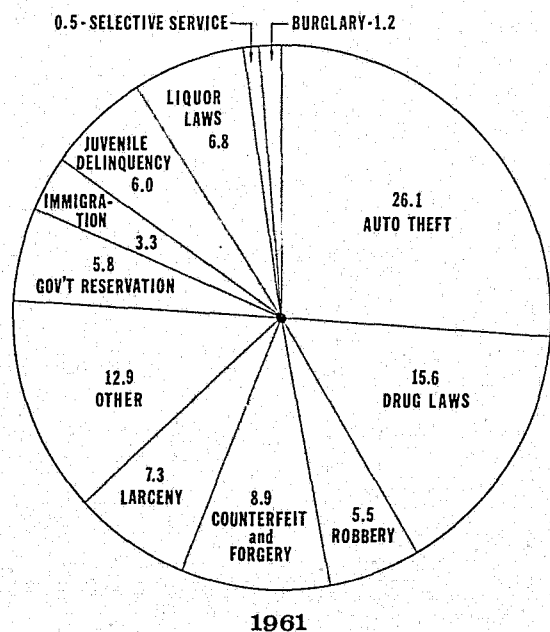 0.5-SELECTIVE SERVICE
BURGLARY-1.2
LIQUOR
LAWS
6.8
JUVENILE
DELINQUENCY
6.0
IMMIGRA-
TION
3.3
5.8
GOV'T RESERVATION
26.1
AUTO THEFT
12.9
OTHER
15.6
DRUG LAWS
7.3
LARCENY
8.9
COUNTERFEIT
and
FORGERY
5.5
ROBBERY
1961